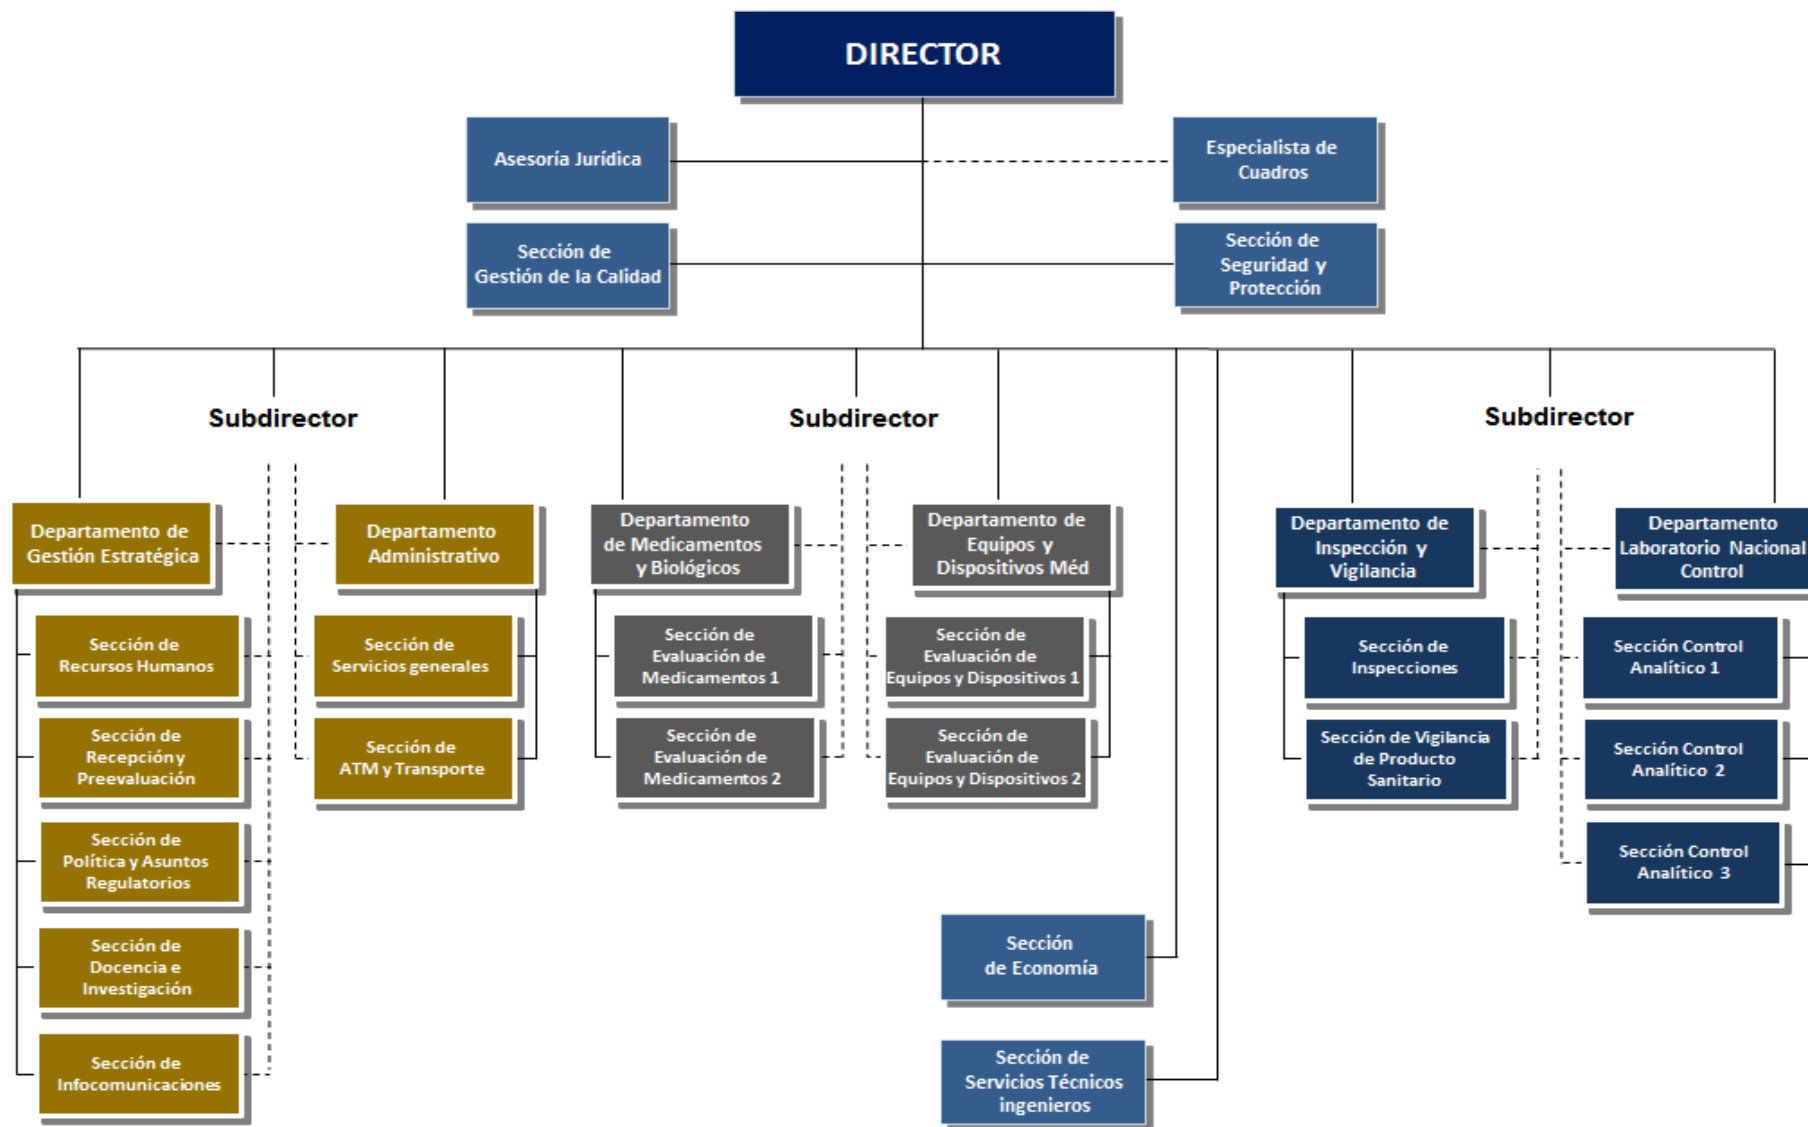 DIRECTOR
Asesoría Jurídica
Especialista de
Cuadros
Sección de
Gestión de la Calidad
Sección de
Seguridad y
Protección
Subdirector
Subdirector
Subdirector
Departamento de
Gestión Estratégica
Departamento
Administrativo
Departamento
de Medicamentos
y Biológicos
Departamento de
Equipos y
Dispositivos Méd
Departamento de
Inspección y
Vigilancia
Departamento
Laboratorio Nacional
Control
Sección de
Recursos Humanos
Sección de
Servicios generales
Sección de
Evaluación de
Medicamentos 1
Sección de
Evaluación de
Equipos y Dispositivos 1
Sección de
Inspecciones
Sección Control
Analítico 1
Sección de
Recepción y
Preevaluación
Sección de
ATM y Transporte
Sección de
Evaluación de
Medicamentos 2
Sección de
Evaluación de
Equipos y Dispositivos 2
Sección de Vigilancia
de Producto
Sanitario
Sección Control
Analítico 2
Sección de
Política y Asuntos
Regulatorios
Sección Control
Analítico 3
Sección de
Docencia e
Investigación
Sección
de Economía
Sección de
Infocomunicaciones
Sección de
Servicios Técnicos
ingenieros